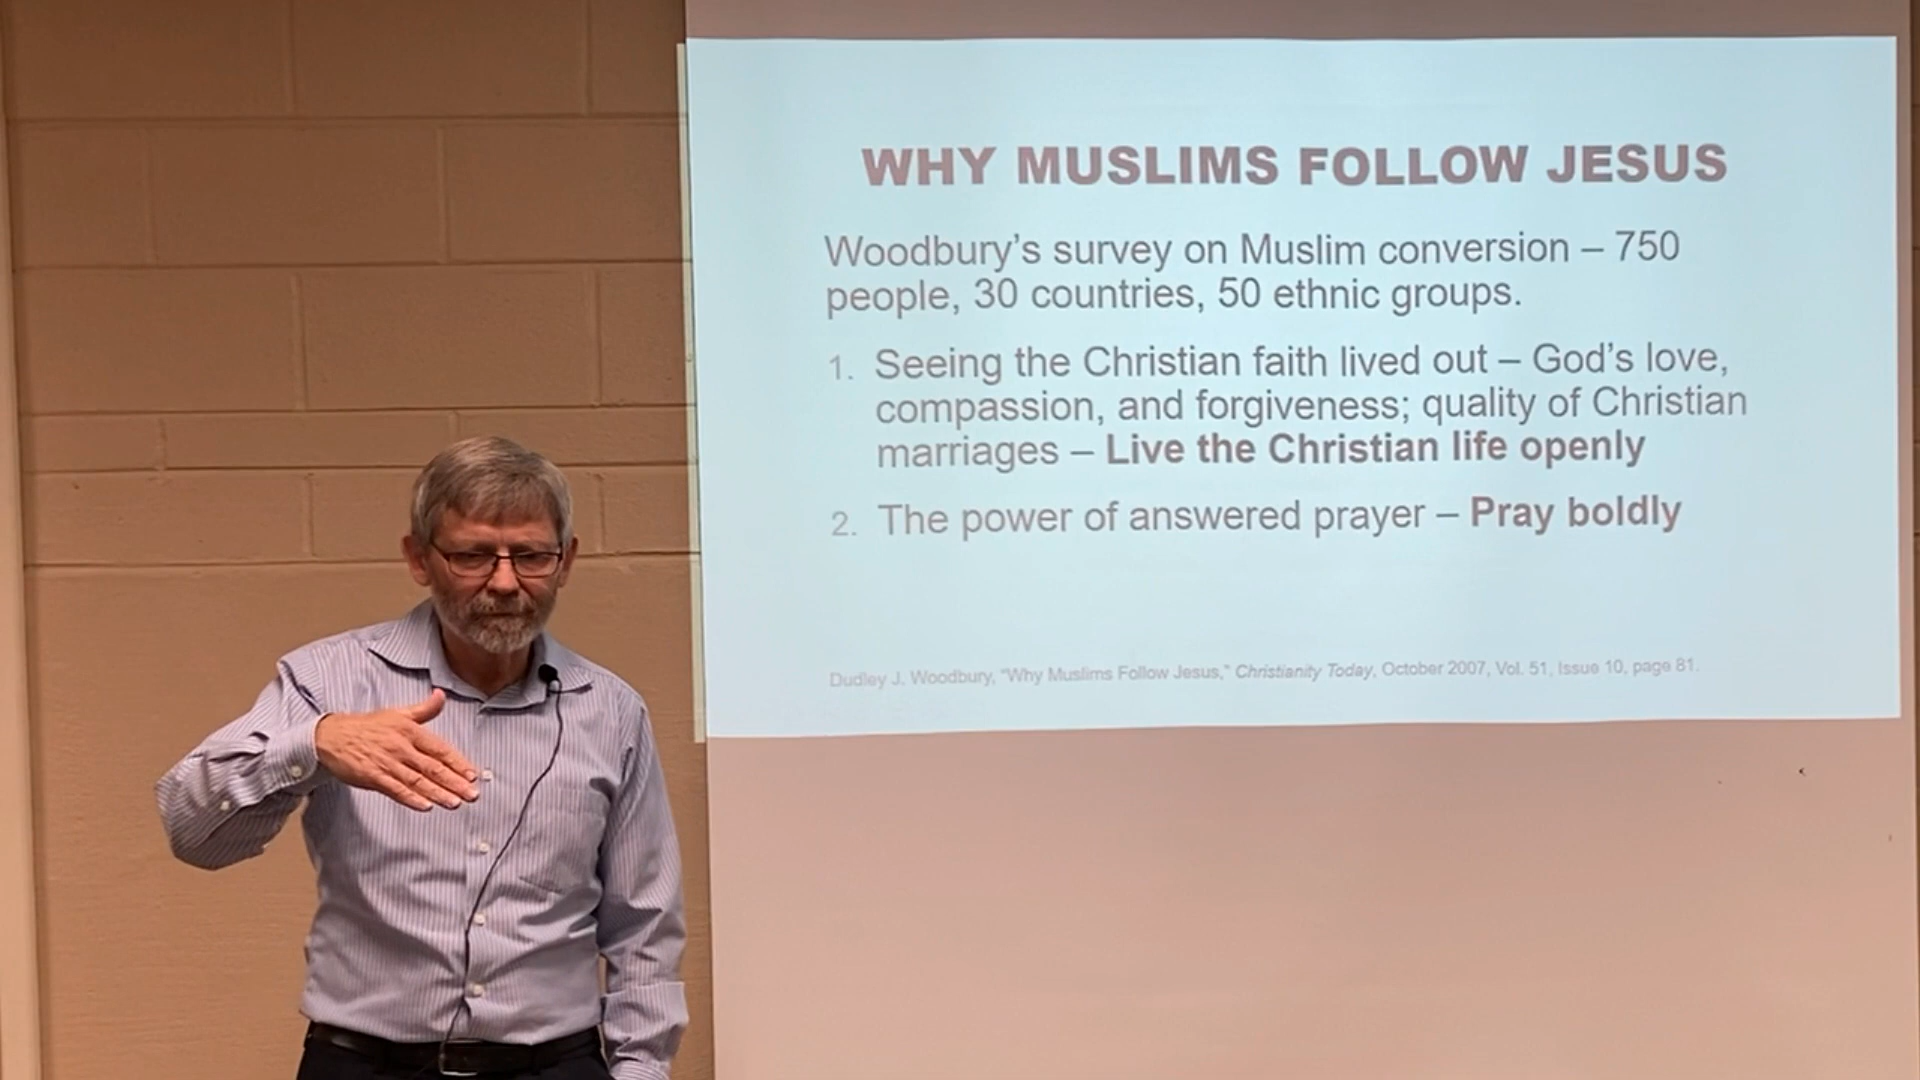 WHY MUSLIMS FOLLOW JESUS
Woodbury’s survey on Muslim conversion – 750
people, 30 countries, 50 ethnic groups.
1. Seeing the Christian faith lived out – God’s love,
compassion, and forgiveness; quality of Christian
marriages – Live the Christian life openly
2. The power of answered prayer – Pray boldly
Dudley J. Woodbury, “Why Muslims Follow Jesus,” Christianity Today, October 2007, Vol. 51, Issue 10, page 81.